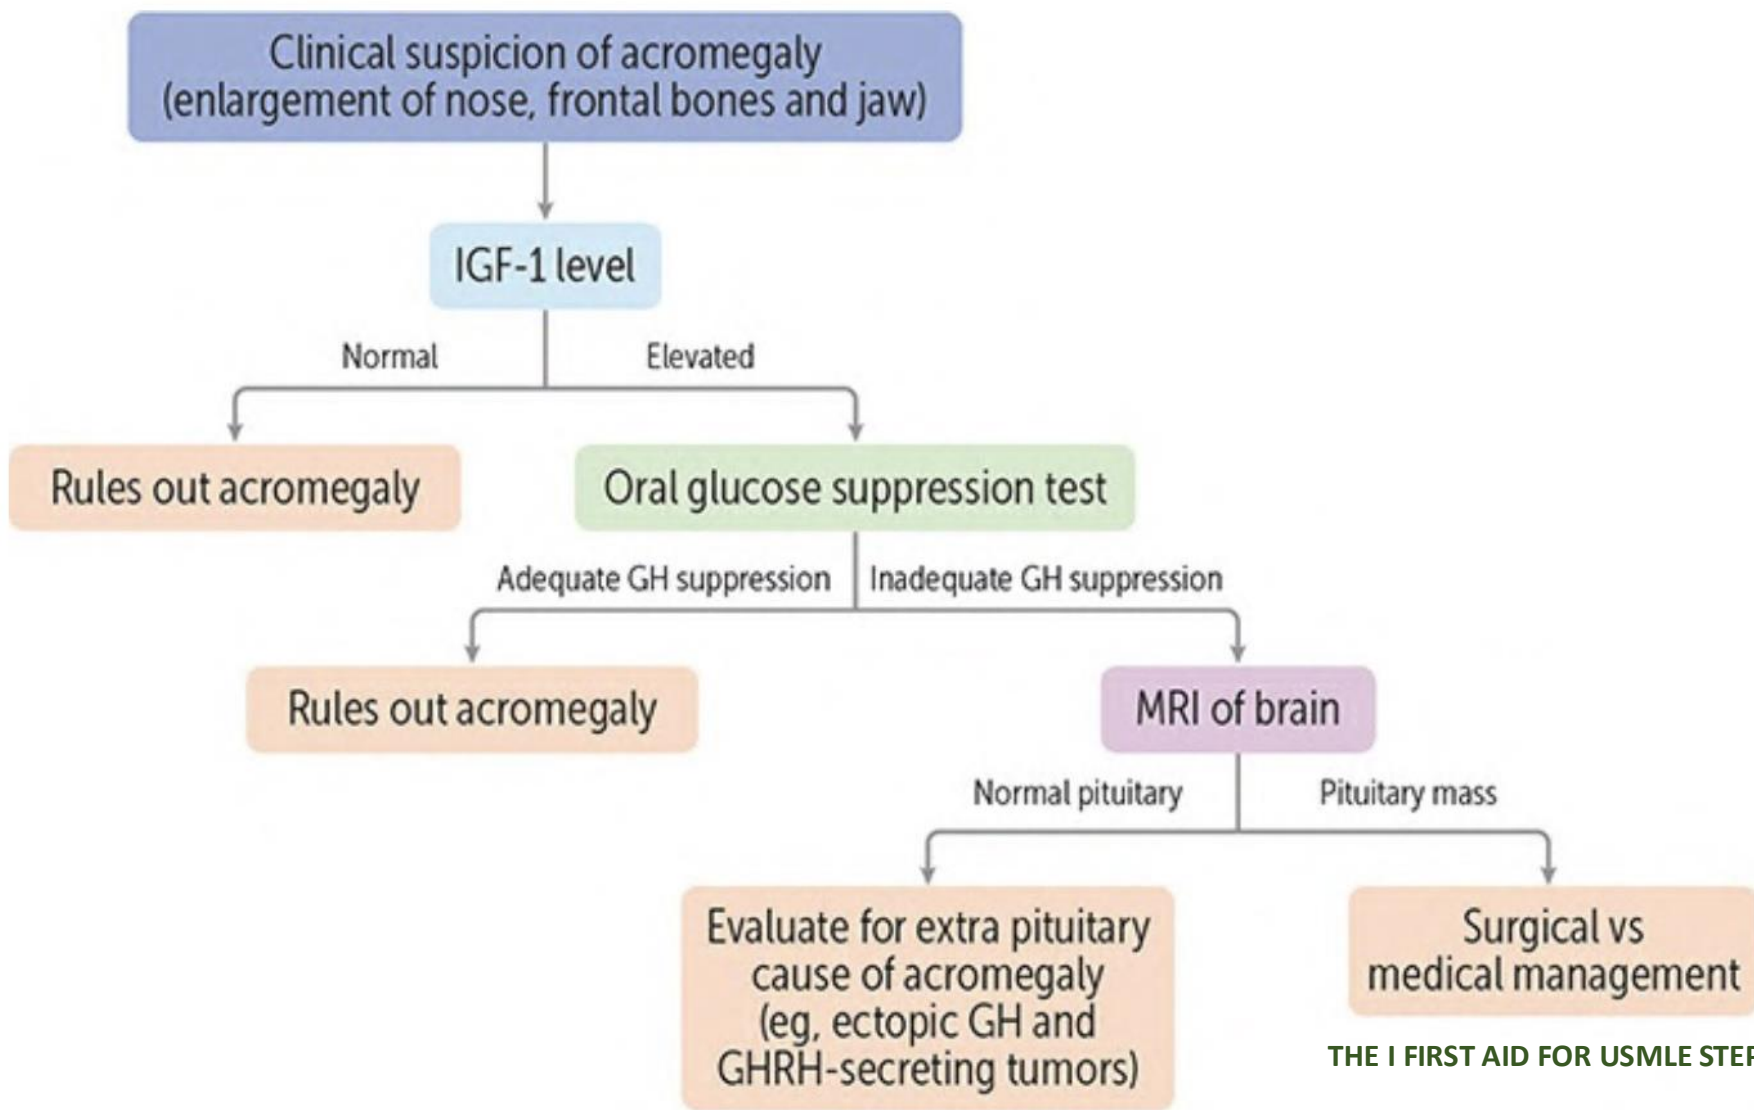 Clinical suspicion of acromegaly
(enlargement of nose, frontal bones and jaw)
IGF-1 level
Normal
Elevated
Rules out acromegaly
Oral glucose suppression test
Adequate GH suppression
Inadequate GH suppression
Rules out acromegaly
MRI of brain
Normal pituitary
Pituitary mass
Evaluate for extra pituitary
cause of acromegaly
(eg, ectopic GH and
GHRH-secreting tumors)
Surgical vs
medical management
THE I FIRST AID FOR USMLE STEP